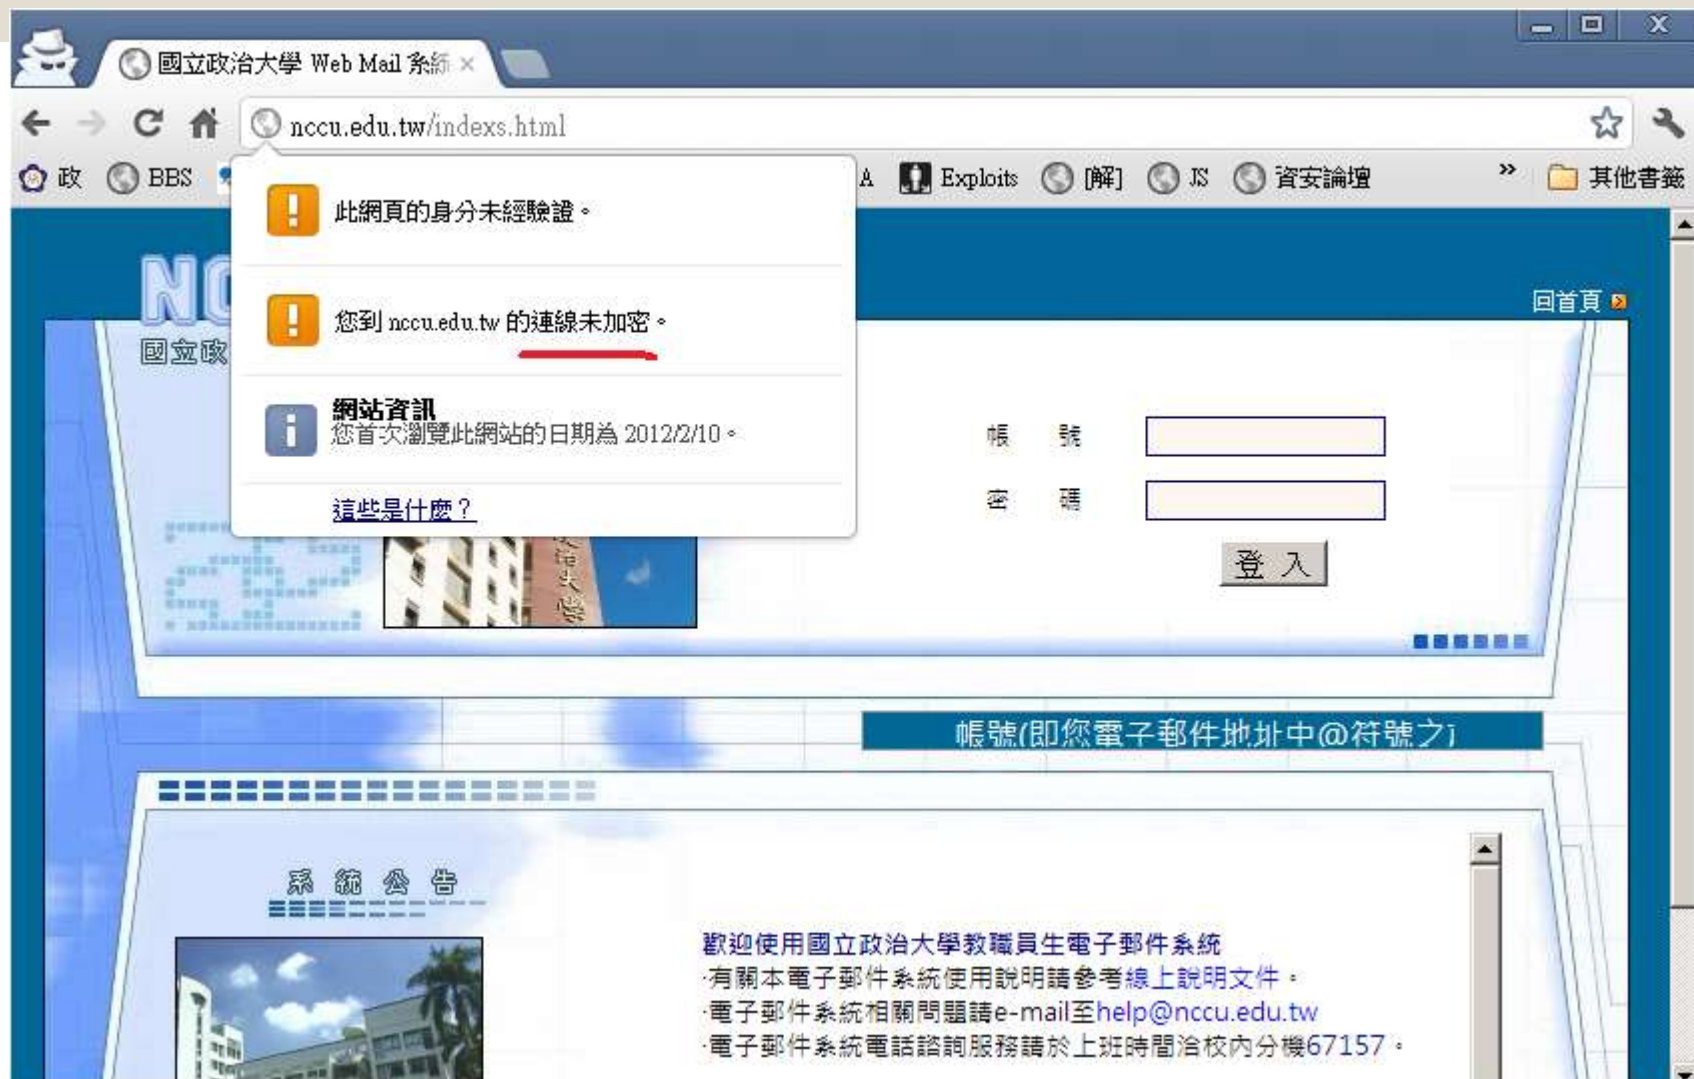 國立政治大學 Web Mail 系統
nccu.edu.tw/indexs.html
政 BBS A Exploits [解] JS 資安論壇 » 其他書籤
此網頁的身分未經驗證。
您到 nccu.edu.tw 的連線未加密。
網站資訊
您首次瀏覽此網站的日期為 2012/2/10。
這些是什麼？
NC
國立政
回首頁
帳 號
密 碼
登 入
帳號(即您電子郵件地址中@符號之
系統公告
歡迎使用國立政治大學教職員生電子郵件系統
·有關本電子郵件系統使用說明請參考線上說明文件。
·電子郵件系統相關問題請e-mail至help@nccu.edu.tw
·電子郵件系統電話諮詢服務請於上班時間洽校內分機67157。